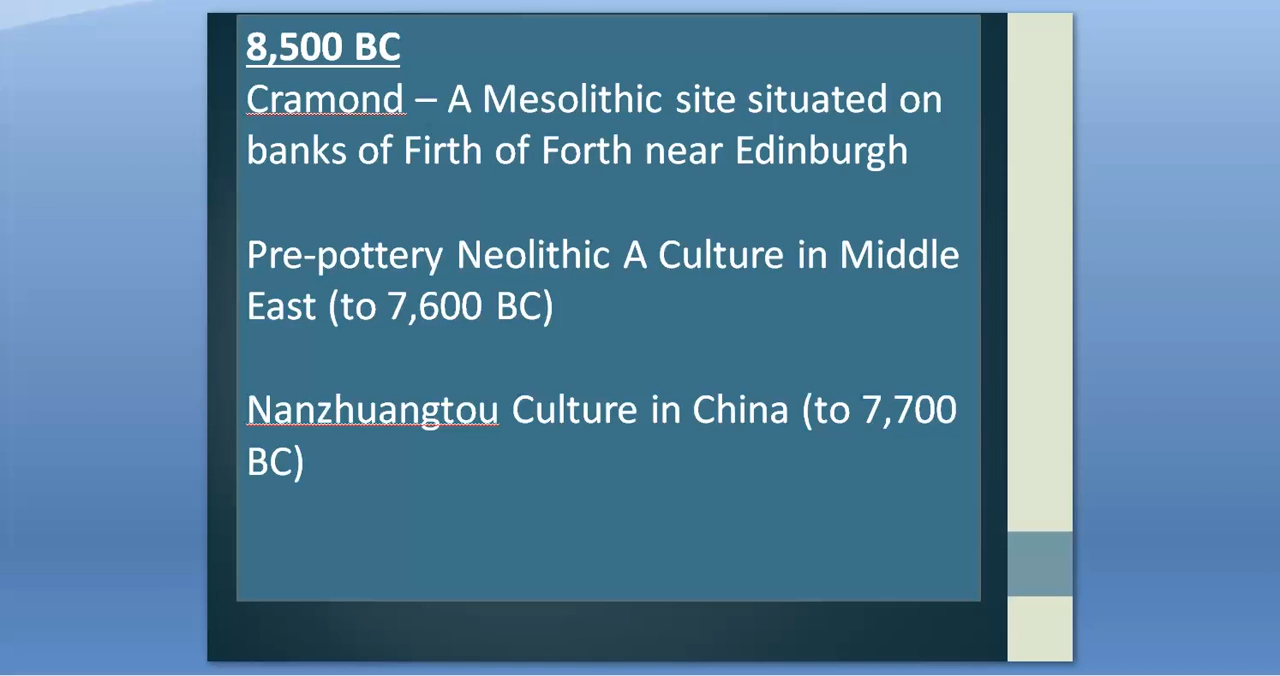 8,500 BC
Cramond – A Mesolithic site situated on
banks of Firth of Forth near Edinburgh
Pre-pottery Neolithic A Culture in Middle
East (to 7,600 BC)
Nanzhuangtou Culture in China (to 7,700
BC)